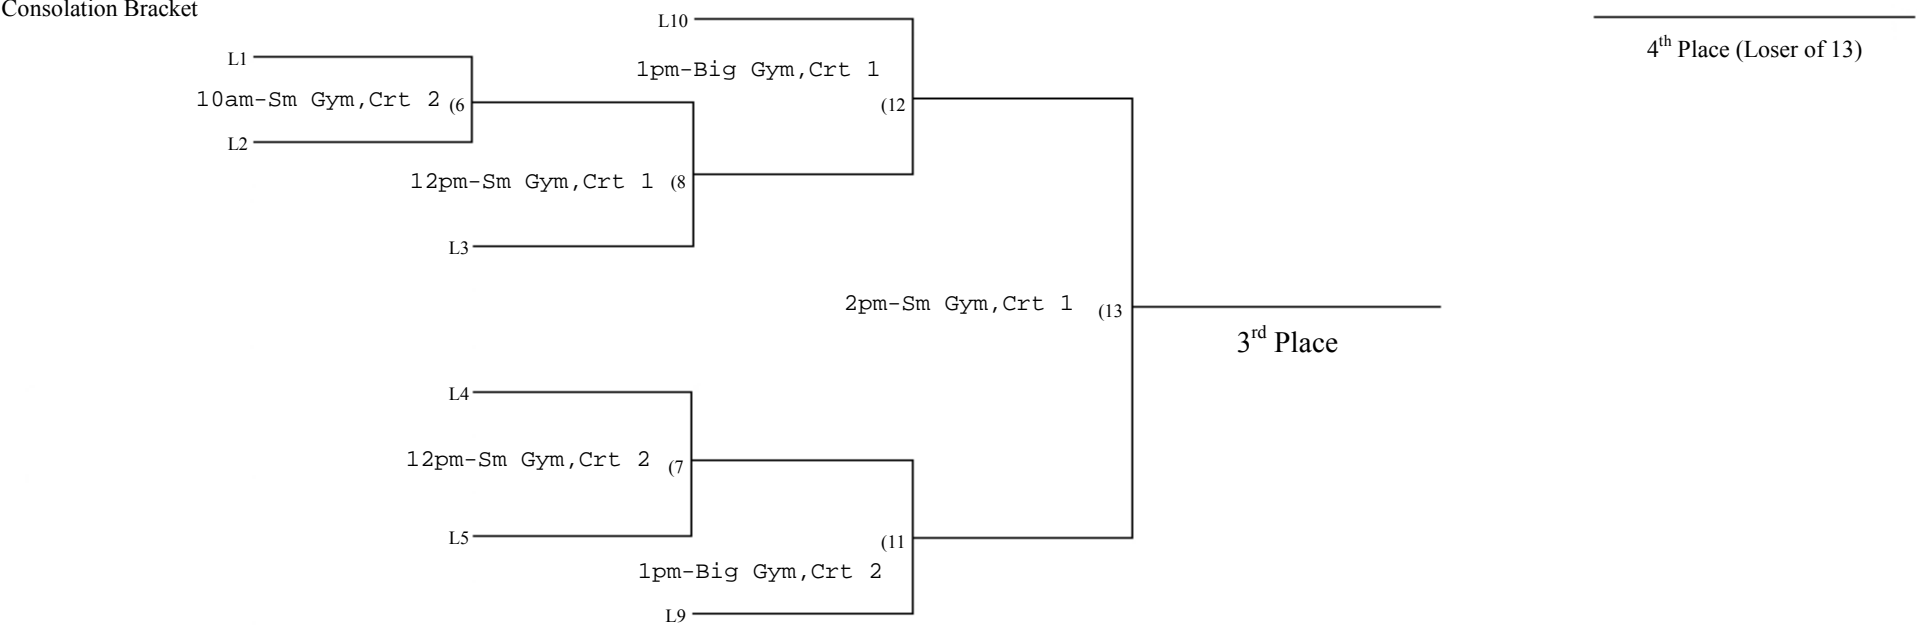 Consolation Bracket
L10
4th Place (Loser of 13)
L1
1pm-Big Gym,Crt 1
10am-Sm Gym,Crt 2 (6
(12
L2
12pm-Sm Gym,Crt 1 (8
L3
2pm-Sm Gym,Crt 1 (13
3rd Place
L4
12pm-Sm Gym,Crt 2 (7
L5
(11
1pm-Big Gym,Crt 2
L9